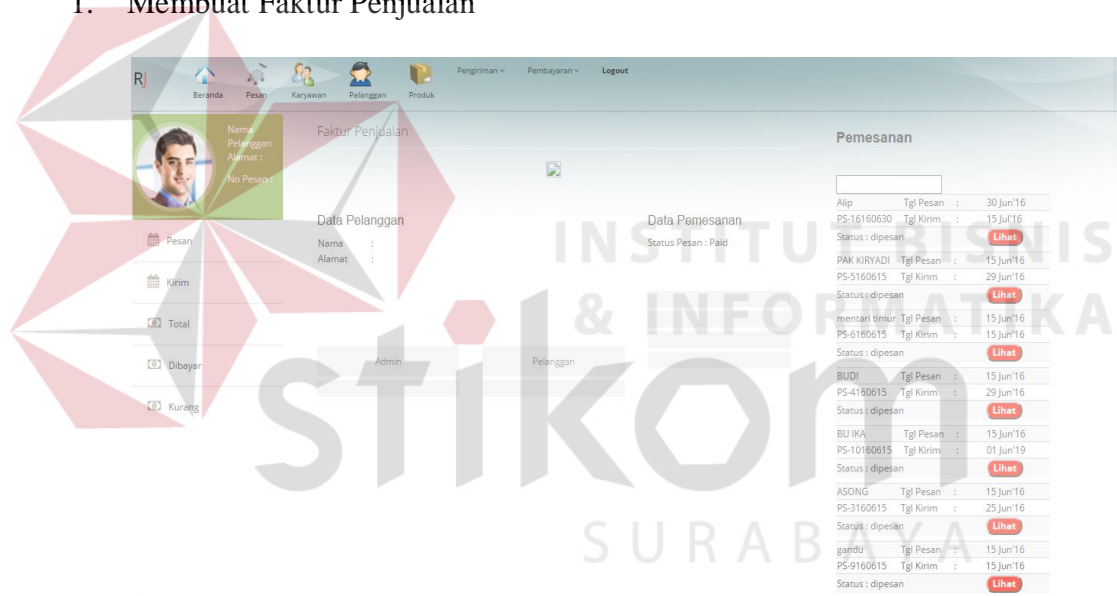 1. Membuat Faktur Penjualan
RJ
Beranda Pesan Karyawan Pelanggan Produk Pengiriman Pembayaran Logout
Nama Pelanggan
Alamat :
No Pesan :
Pesan
Kirim
Total
Dibayar
Kurang
Faktur Penjualan
Data Pelanggan
Nama :
Alamat :
Data Pemesanan
Status Pesan : Paid
Admin Pelanggan
Pemesanan
Alip Tgl Pesan : 30 Jun'16
PS-16160630 Tgl Kirim : 15 Jul'16
Status : dipesan Lihat
PAK KIRYADI Tgl Pesan : 15 Jun'16
PS-5160615 Tgl Kirim : 29 Jun'16
Status : dipesan Lihat
mentari timur Tgl Pesan : 15 Jun'16
PS-6160615 Tgl Kirim : 15 Jun'16
Status : dipesan Lihat
BUDI Tgl Pesan : 15 Jun'16
PS-4160615 Tgl Kirim : 29 Jun'16
Status : dipesan Lihat
BU IKA Tgl Pesan : 15 Jun'16
PS-10160615 Tgl Kirim : 01 Jun'19
Status : dipesan Lihat
ASONG Tgl Pesan : 15 Jun'16
PS-3160615 Tgl Kirim : 25 Jun'16
Status : dipesan Lihat
gandu Tgl Pesan : 15 Jun'16
PS-9160615 Tgl Kirim : 15 Jun'16
Status : dipesan Lihat
INSTITUT BISNIS
& INFORMATIKA
stikom
SURABAYA